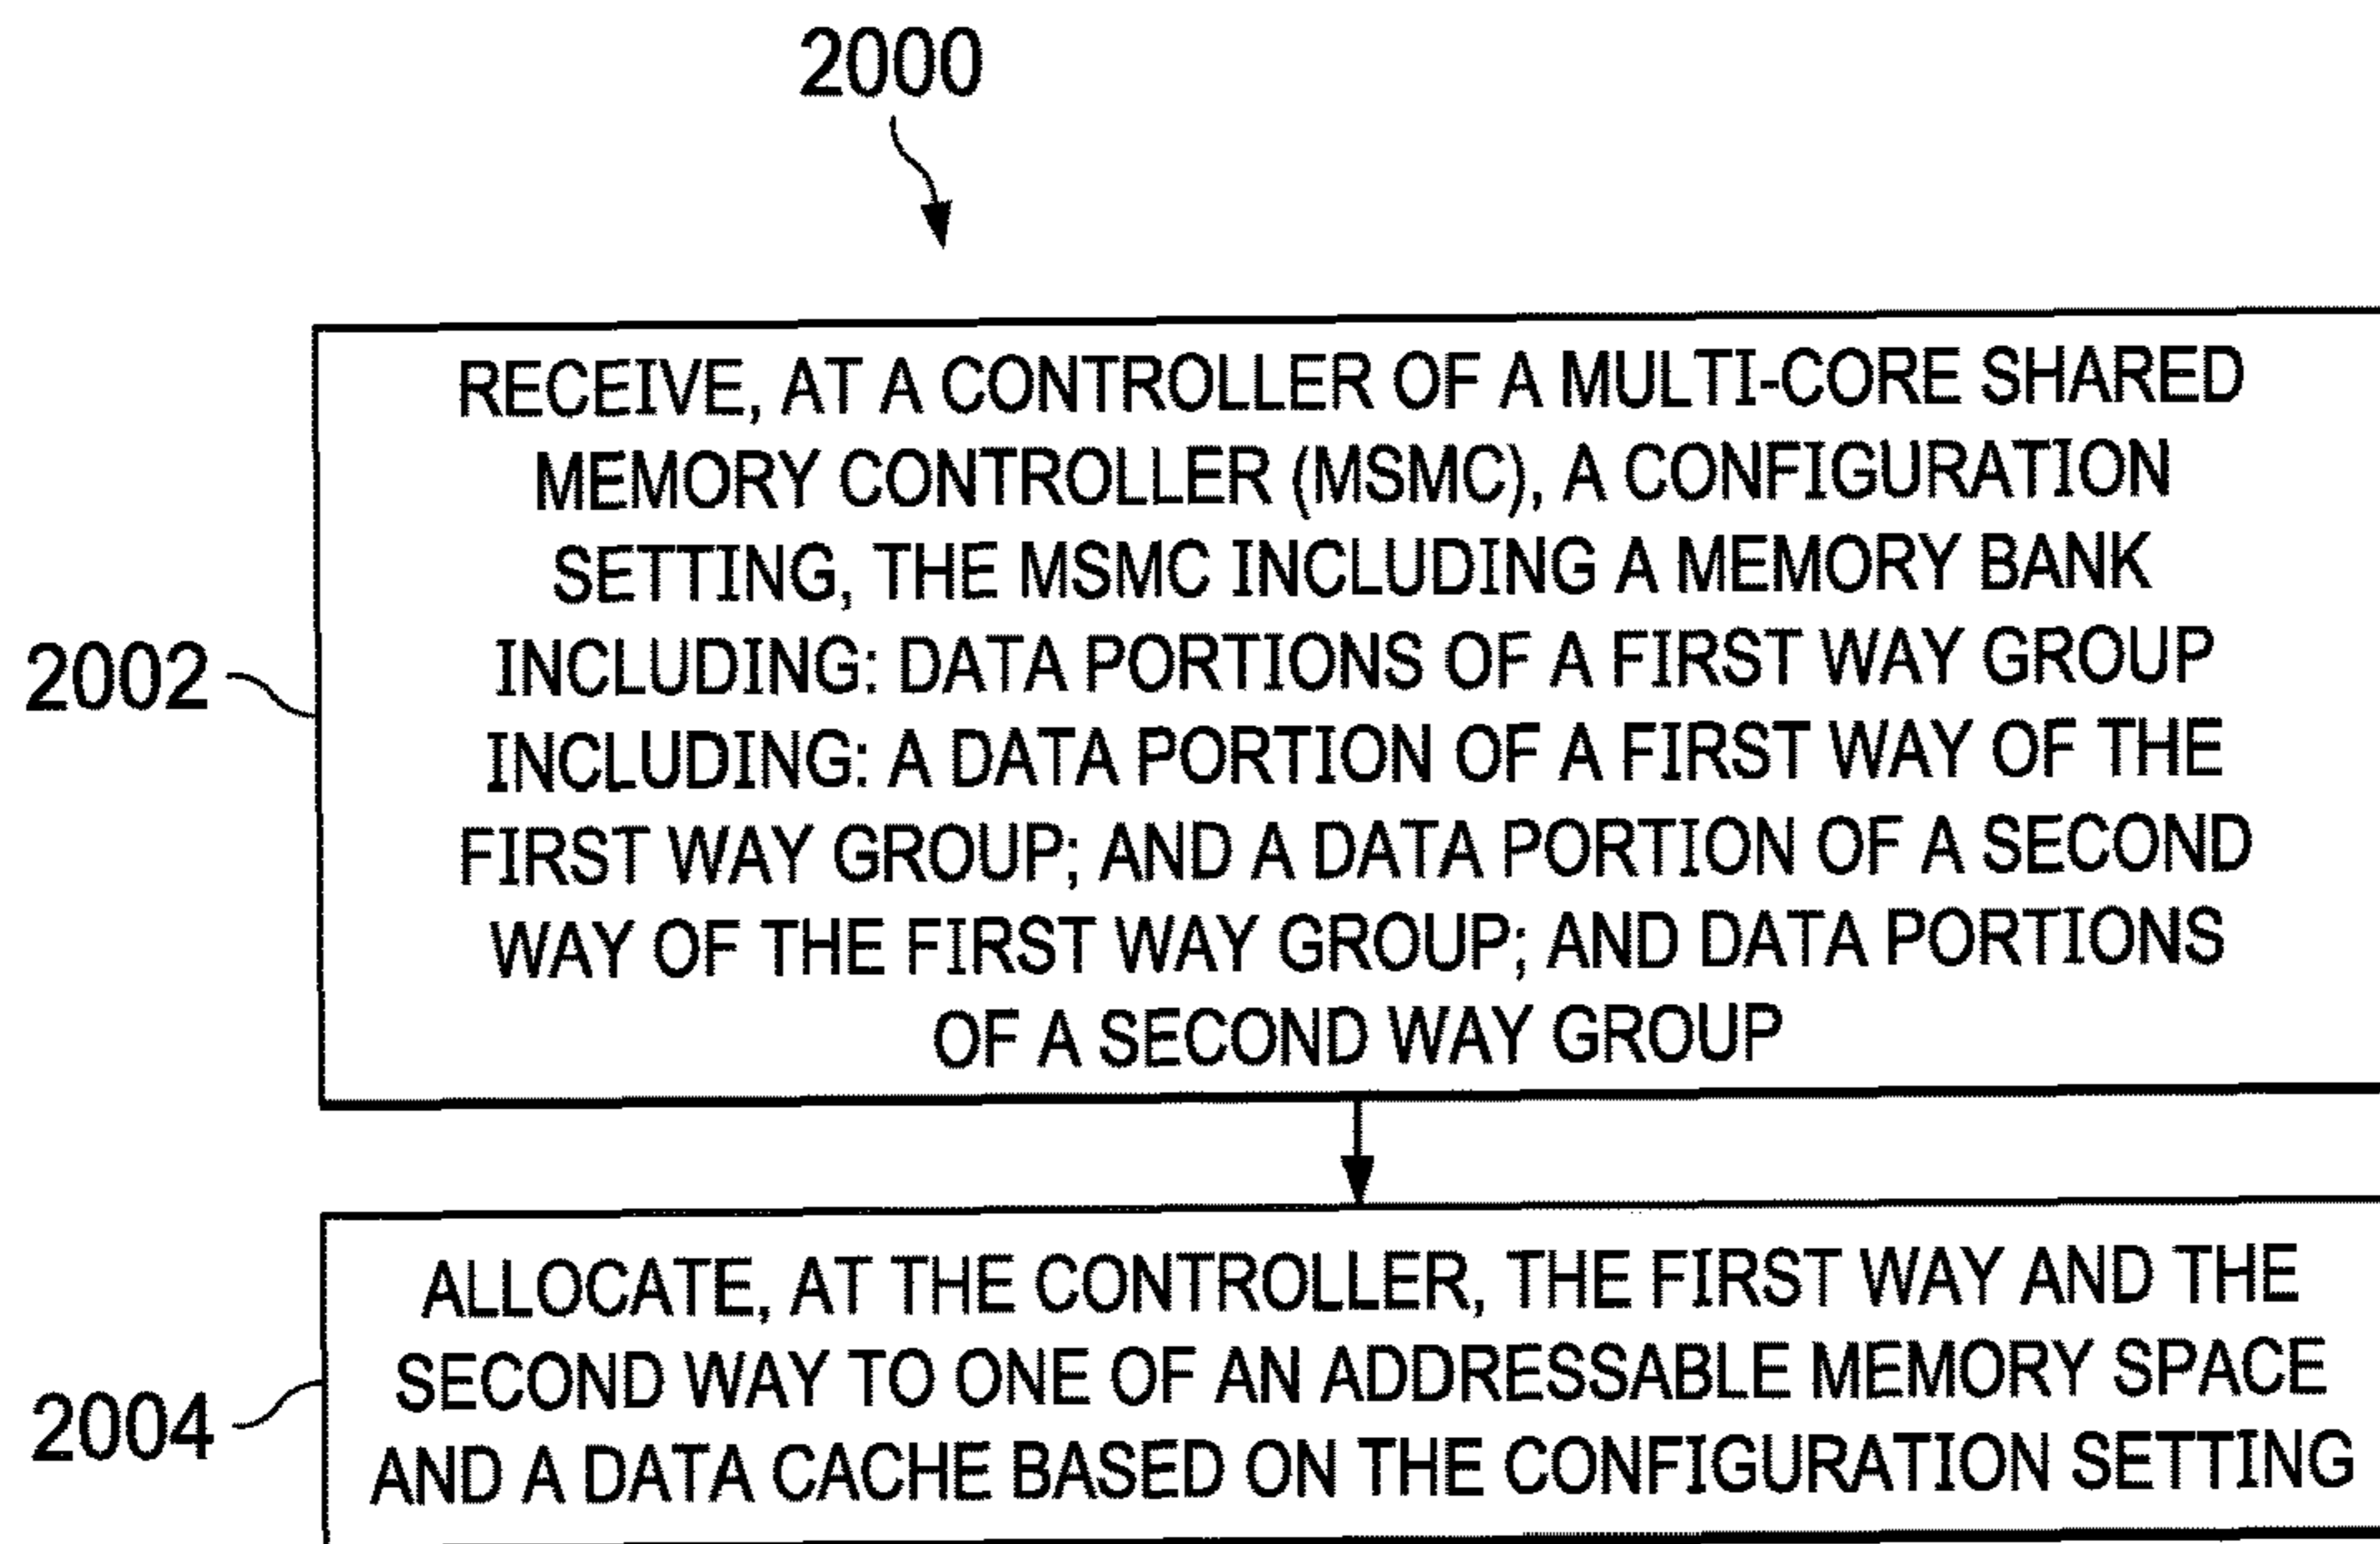 2000
RECEIVE, AT A CONTROLLER OF A MULTI-CORE SHARED
MEMORY CONTROLLER (MSMC), A CONFIGURATION
SETTING, THE MSMC INCLUDING A MEMORY BANK
INCLUDING: DATA PORTIONS OF A FIRST WAY GROUP
2002
INCLUDING: A DATA PORTION OF A FIRST WAY OF THE
FIRST WAY GROUP; AND A DATA PORTION OF A SECOND
WAY OF THE FIRST WAY GROUP; AND DATA PORTIONS
OF A SECOND WAY GROUP
ALLOCATE, AT THE CONTROLLER, THE FIRST WAY AND THE
SECOND WAY TO ONE OF AN ADDRESSABLE MEMORY SPACE
2004
AND A DATA CACHE BASED ON THE CONFIGURATION SETTING